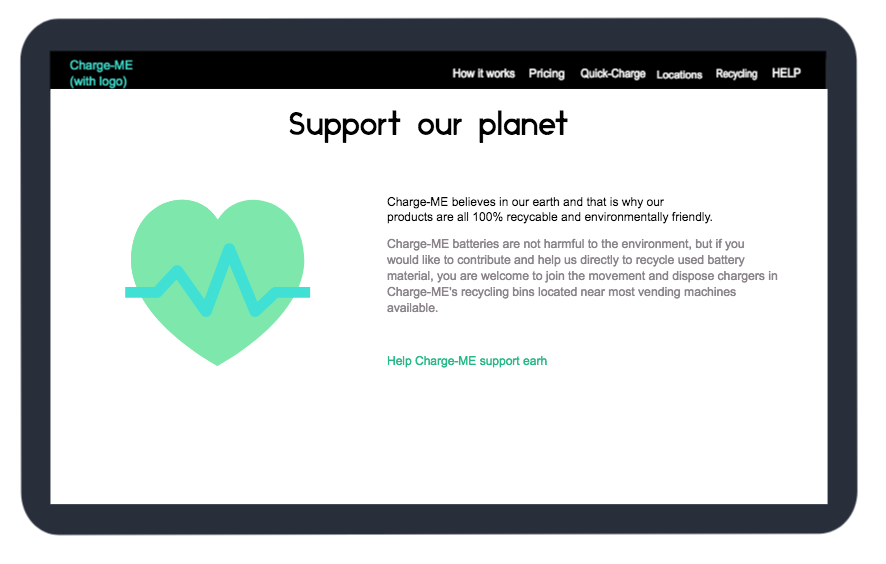 Charge-ME
(with logo)
How it works Pricing Quick-Charge Locations Recycling HELP
Support our planet
Charge-ME believes in our earth and that is why our
products are all 100% recycable and environmentally friendly.
Charge-ME batteries are not harmful to the environment, but if you
would like to contribute and help us directly to recycle used battery
material, you are welcome to join the movement and dispose chargers in
Charge-ME's recycling bins located near most vending machines
available.
Help Charge-ME support earh